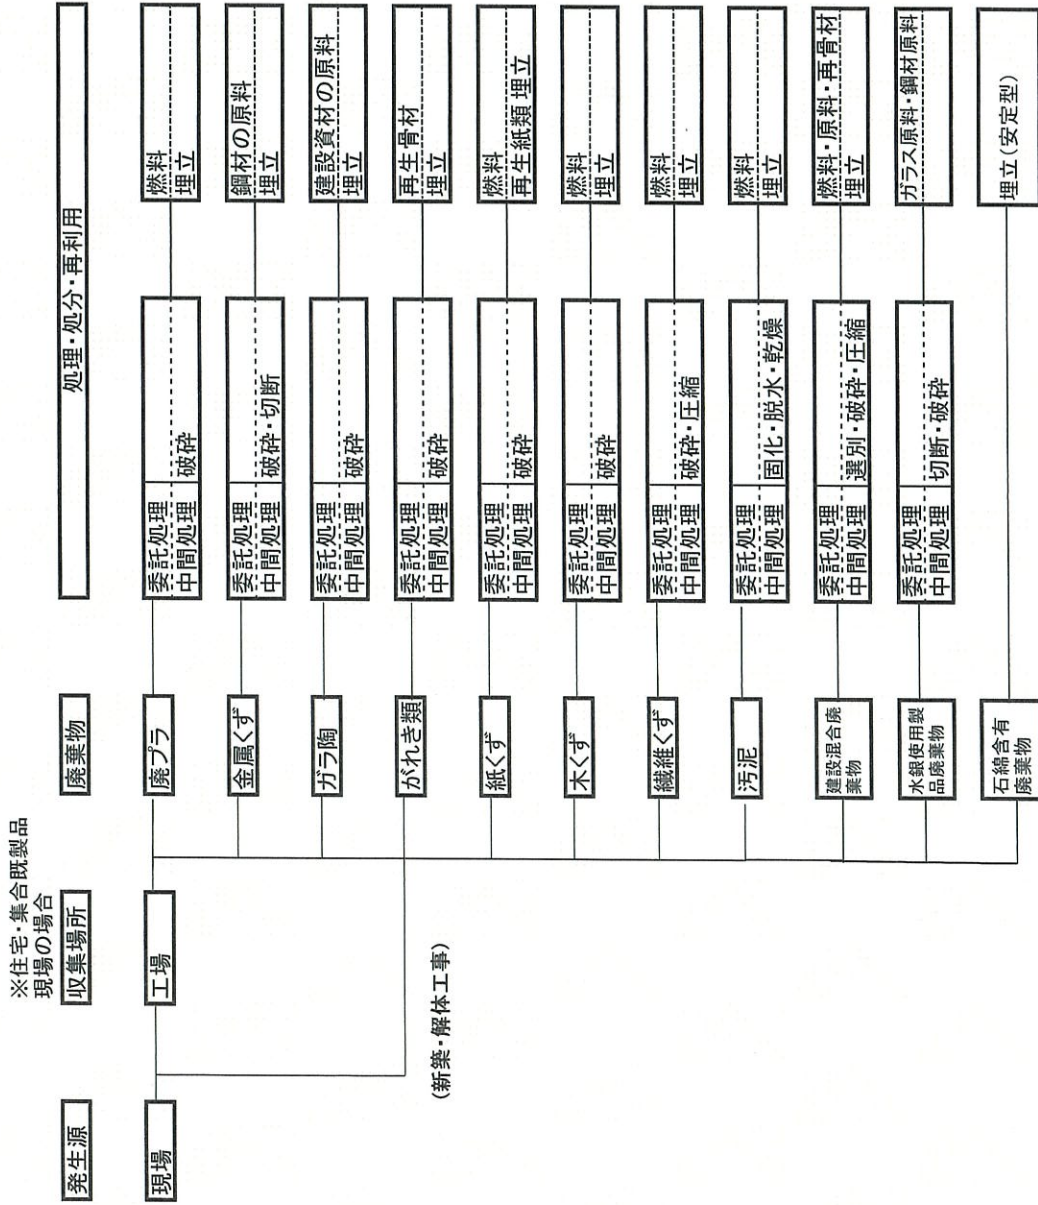 ※住宅・集合既製品
現場の場合
発生源
収集場所
廃棄物
処理・処分・再利用
現場
工場
(新築・解体工事)
廃プラ
委託処理
中間処理
破砕
燃料
埋立
金属くず
委託処理
中間処理
破砕・切断
鋼材の原料
埋立
ガラ陶
委託処理
中間処理
破砕
建設資材の原料
埋立
がれき類
委託処理
中間処理
破砕
再生骨材
埋立
紙くず
委託処理
中間処理
破砕
燃料
再生紙類 埋立
木くず
委託処理
中間処理
破砕
燃料
埋立
繊維くず
委託処理
中間処理
破砕・圧縮
燃料
埋立
汚泥
委託処理
中間処理
固化・脱水・乾燥
燃料
埋立
建設混合廃
棄物
委託処理
中間処理
選別・破砕・圧縮
燃料・原料・再骨材
埋立
水銀使用製
品廃棄物
委託処理
中間処理
切断・破砕
ガラス原料・鋼材原料
石綿含有
廃棄物
埋立(安定型)